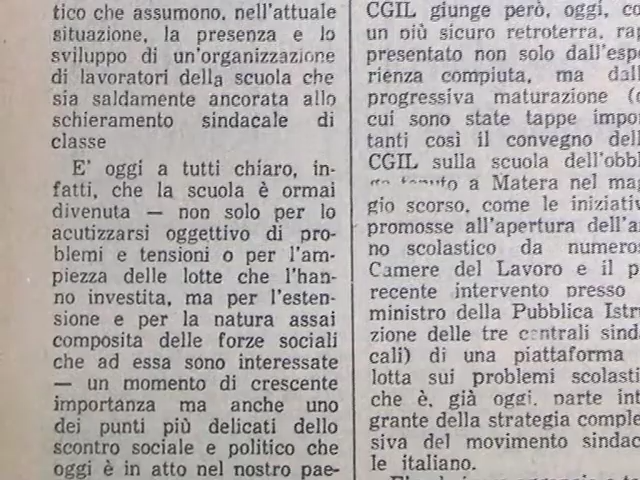 tico che assumono, nell'attuale
situazione, la presenza e lo
sviluppo di un'organizzazione
di lavoratori della scuola che
sia saldamente ancorata allo
schieramento sindacale di
classe
E' oggi a tutti chiaro, in-
fatti, che la scuola è ormai
divenuta — non solo per lo
acutizzarsi oggettivo di pro-
blemi e tensioni o per l'am-
piezza delle lotte che l'han-
no investita, ma per l'esten-
sione e per la natura assai
composita delle forze sociali
che ad essa sono interessate
— un momento di crescente
importanza ma anche uno
dei punti più delicati dello
scontro sociale e politico che
oggi è in atto nel nostro pae-
CGIL giunge però, oggi, co
un più sicuro retroterra, rap
presentato non solo dall'espe
rienza compiuta, ma dall
progressiva maturazione (d
cui sono state tappe impor
tanti così il convegno dell
CGIL sulla scuola dell'obbl
a Matera nel mag
gio scorso, come le iniziativ
promosse all'apertura dell'a
no scolastico da numeros
Camere del Lavoro e il p
recente intervento presso
ministro della Pubblica Istru
zione delle tre centrali sind
cali) di una piattaforma
lotta sui problemi scolasti
che è, già oggi, parte int
grante della strategia comple
siva del movimento sindac
le italiano.